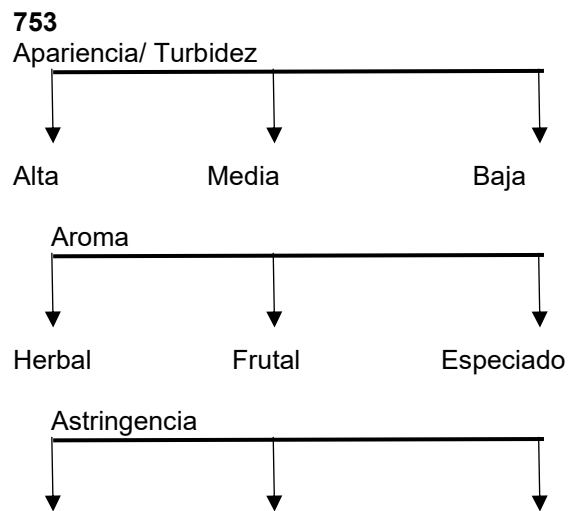 753
Apariencia/ Turbidez
Alta Media Baja
Aroma
Herbal Frutal Especiado
Astringencia